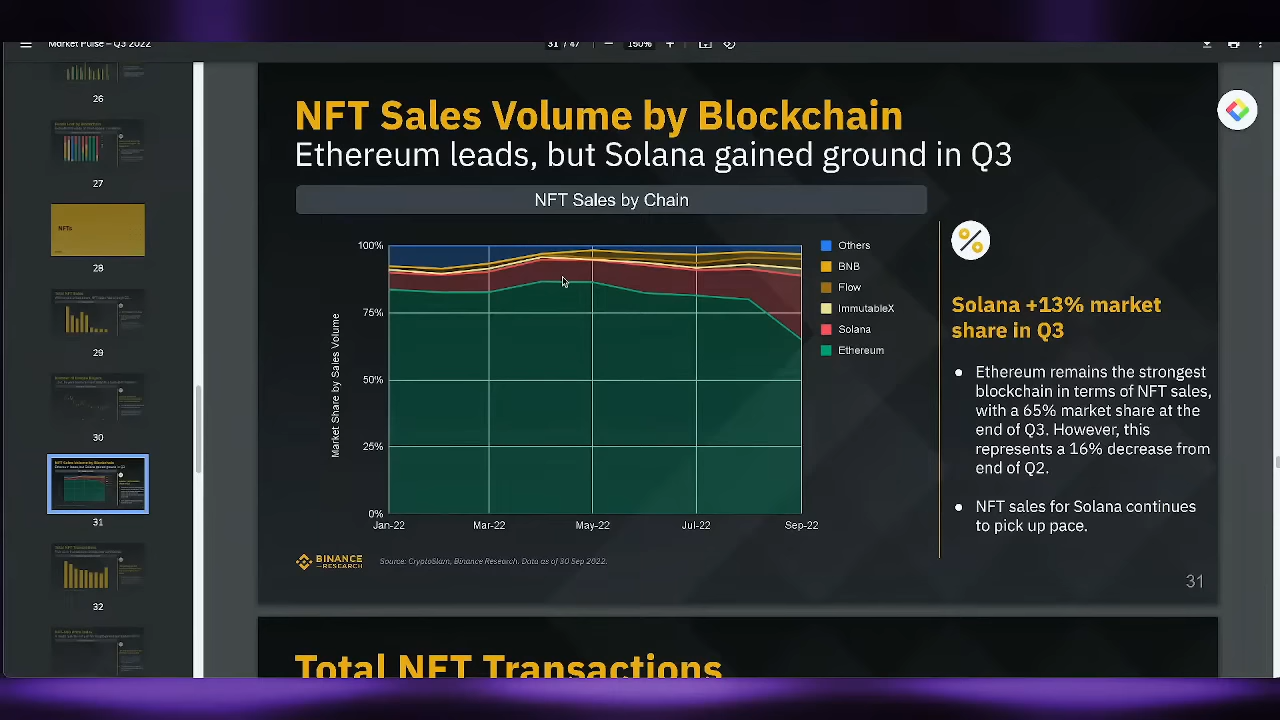 Market Pulse – Q3 2022
31 / 47
150%
26
27
NFTs
28
29
30
31
32
NFT Sales Volume by Blockchain
Ethereum leads, but Solana gained ground in Q3
NFT Sales by Chain
Market Share by Sales Volume
100%
75%
50%
25%
0%
Jan-22
Mar-22
May-22
Jul-22
Sep-22
Others
BNB
Flow
ImmutableX
Solana
Ethereum
Solana +13% market
share in Q3
● Ethereum remains the strongest
blockchain in terms of NFT sales,
with a 65% market share at the
end of Q3. However, this
represents a 16% decrease from
end of Q2.
● NFT sales for Solana continues
to pick up pace.
BINANCE
RESEARCH
Source: CryptoSlam, Binance Research. Data as of 30 Sep 2022.
31
Total NFT Transactions